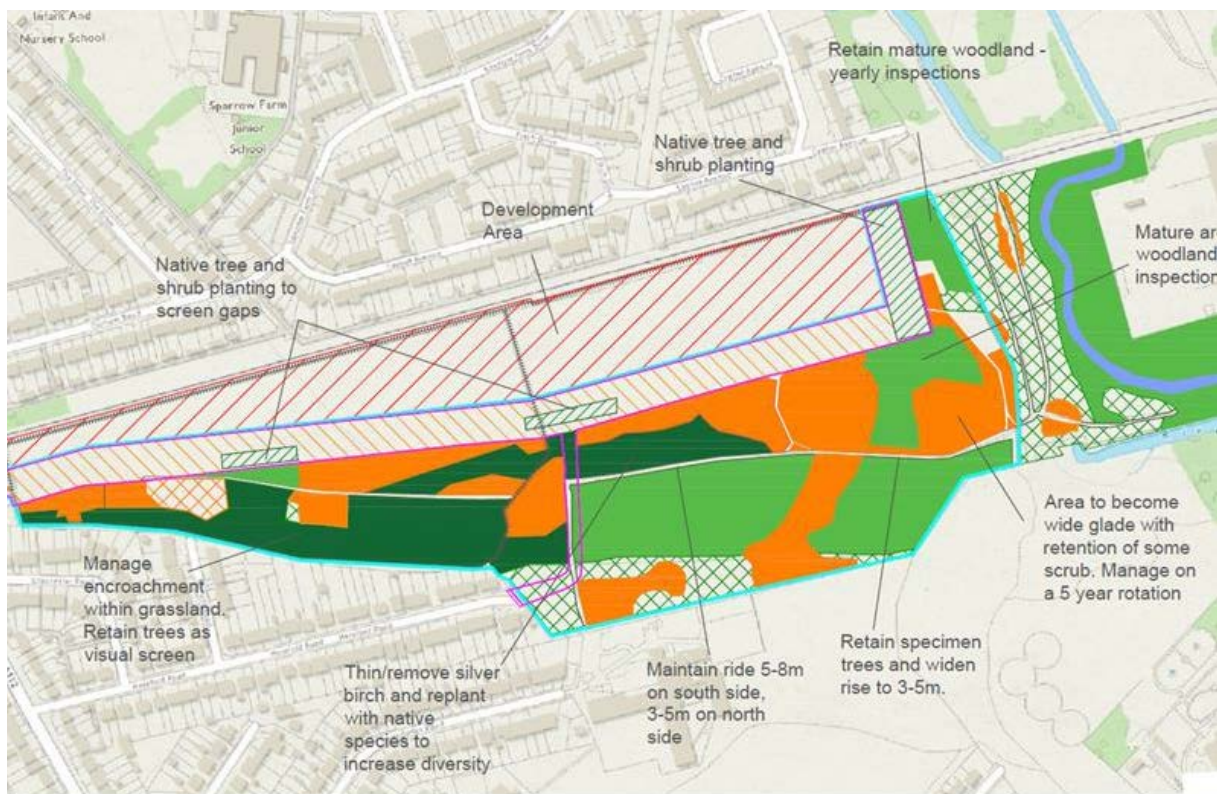 Infant And
Nursery School
Sparrow Farm
Junior
School
Retain mature woodland -
yearly inspections
Native tree and
shrub planting
Development
Area
Native tree and
shrub planting to
screen gaps
Mature ar
woodland
inspection
Manage
encroachment
within grassland.
Retain trees as
visual screen
Thin/remove silver
birch and replant
with native
species to
increase diversity
Maintain ride 5-8m
on south side,
3-5m on north
side
Retain specimen
trees and widen
rise to 3-5m.
Area to become
wide glade with
retention of some
scrub. Manage on
a 5 year rotation